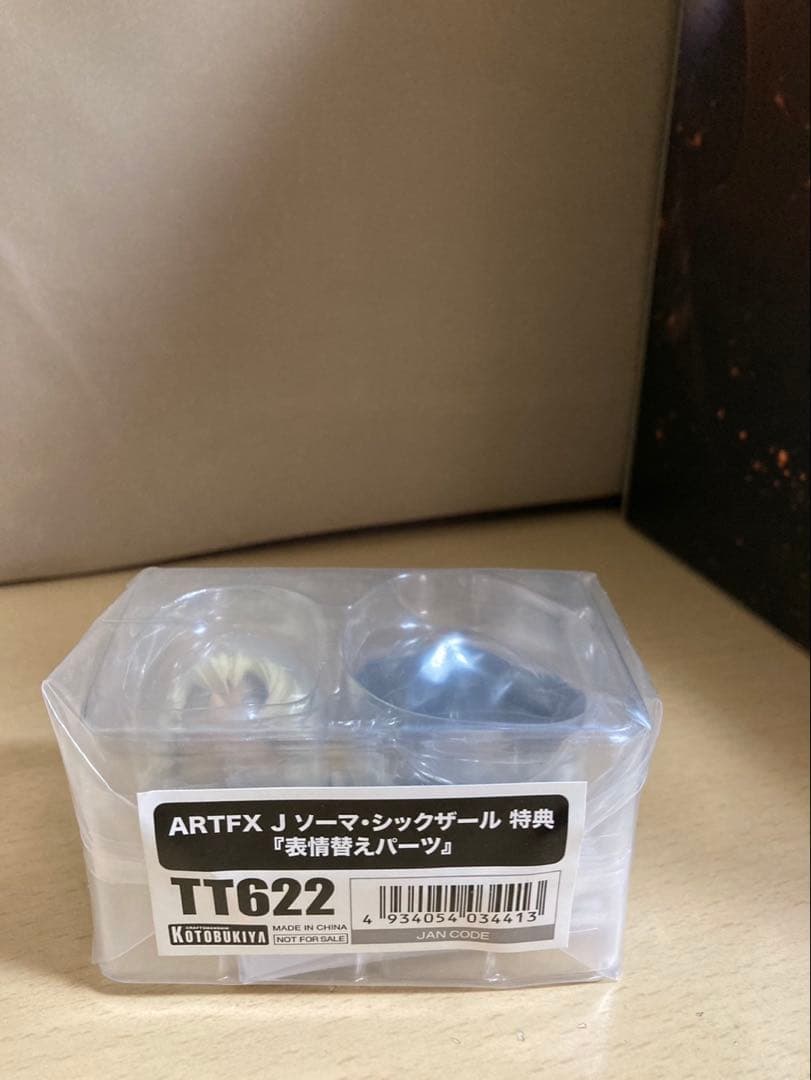 ARTFX J ソーマ・シックザール 特典
『表情替えパーツ』
TT622
CRAFTSMANSHIP
KOTOBUKIYA
MADE IN CHINA
NOT FOR SALE
4 934054 034413
JAN CODE